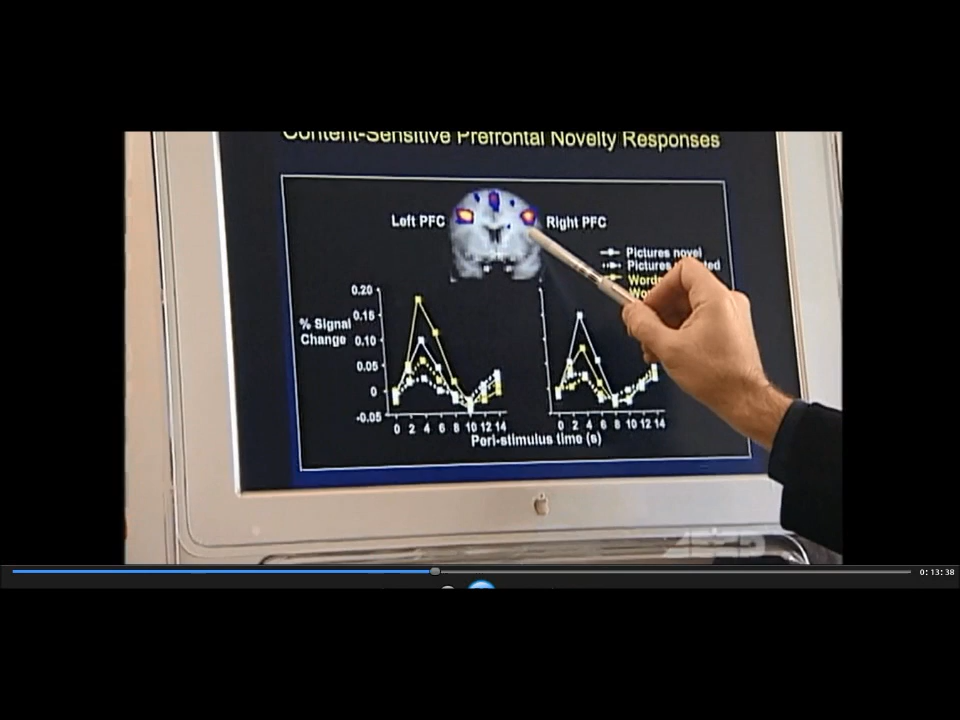 Content-Sensitive Prefrontal Novelty Responses
Left PFC
Right PFC
Pictures novel
Pictures
0.20
0.15
0.10
0.05
0
-0.05
% Signal
Change
0 2 4 6 8 10 12 14
0 2 4 6 8 10 12 14
Peri-stimulus time (s)
0:13:38